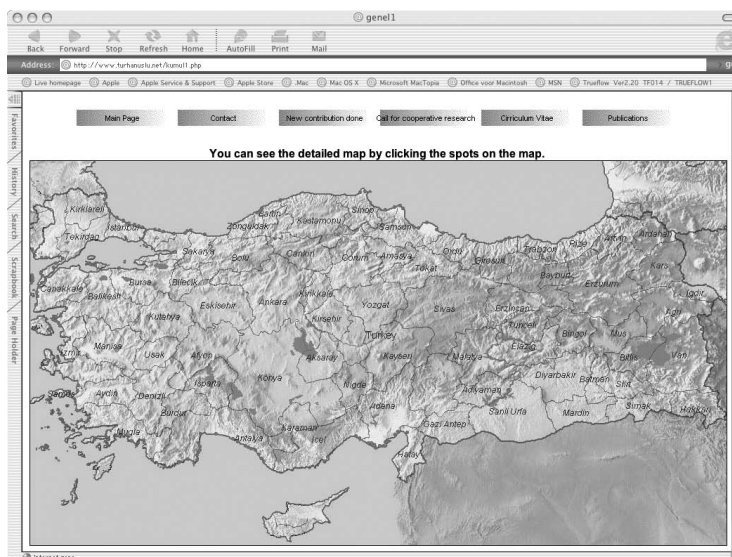 genel1
Back Forward Stop Refresh Home AutoFill Print Mail
Address: http://www.turhanuslu.net/kumul1.php
Live homepage Apple Apple Service & Support Apple Store .Mac Mac OS X Microsoft MacTopia Office voor Macintosh MSN Trueflow Ver2.20 TF014 / TRUEFLOW1
Favorites
History
Search
Scrapbook
Page Holder
Main Page Contact New contribution done Call for cooperative research Cirriculum Vitae Publications
You can see the detailed map by clicking the spots on the map.
Kirklareli
Tekirdag
Istanbul
Bartin
Zonguldak
Kastamonu
Sinop
Samson
Sakarya
Bolu
Cankiri
Corum
Amasya
Tokat
Ordu
Giresun
Trabzon
Rize
Artvin
Ardahan
Kars
Bayburt
Erzurum
Igdir
Agri
Canakkale
Balikesir
Bursa
Bilecik
Kutahya
Eskisehir
Ankara
Kirikkale
Kirsehir
Yozgat
Sivas
Erzincan
Tunceli
Bingol
Mus
Turkey
Manisa
Izmir
Usak
Afyon
Aksaray
Kayseri
Malatya
Elazig
Bitlis
Van
Konya
Isparta
Nigde
Adiyaman
Diyarbakir
Batman
Siirt
Samos
Aydin
Denizli
Burdur
Adana
Sanli Urfa
Mardin
Sirnak
Hakkari
Mugla
Antalya
Karaman
Icel
Gazi Antep
Hatay
Internet zone